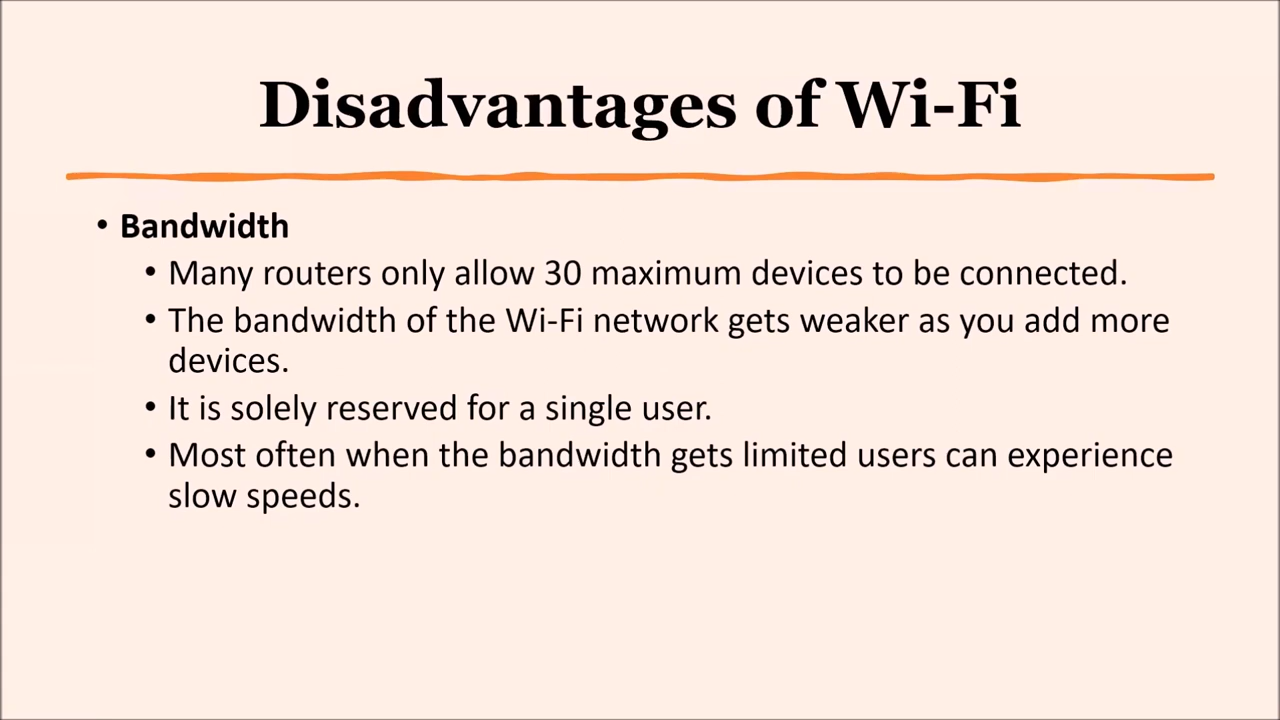 Disadvantages of Wi-Fi
• Bandwidth
• Many routers only allow 30 maximum devices to be connected.
• The bandwidth of the Wi-Fi network gets weaker as you add more
devices.
• It is solely reserved for a single user.
• Most often when the bandwidth gets limited users can experience
slow speeds.